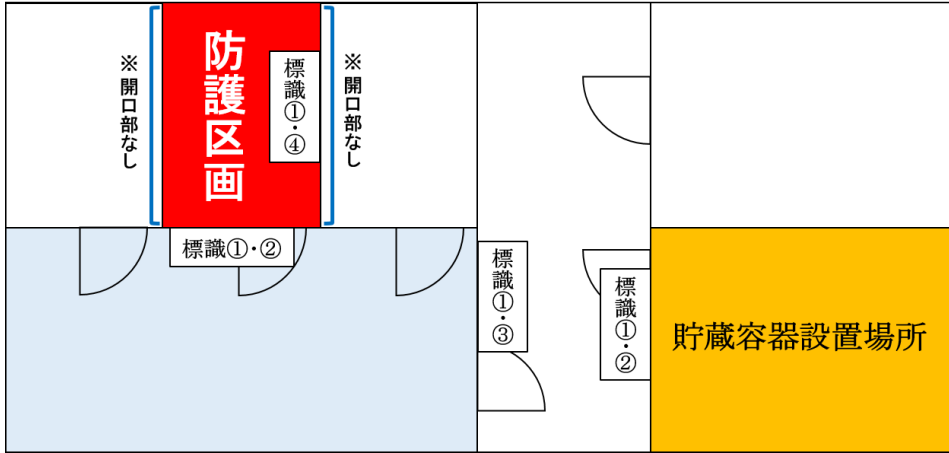 ※開口部なし
防護区画
標識①・④
※開口部なし
標識①・②
標識①・③
標識①・②
貯蔵容器設置場所